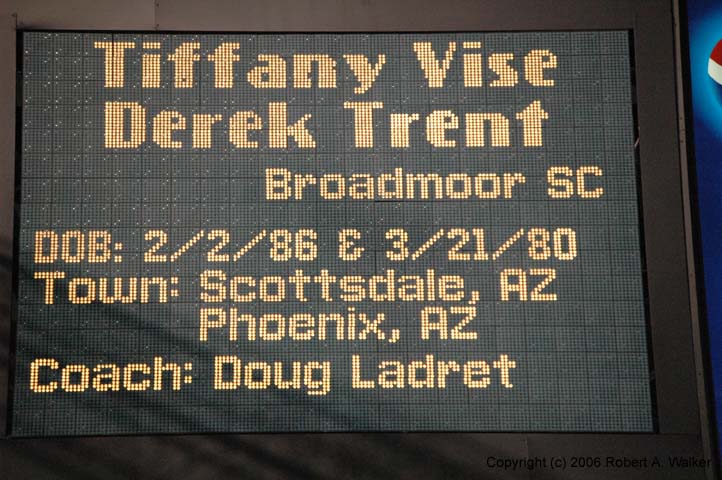 Tiffany Vise
Derek Trent
Broadmoor SC
DOB: 2/2/86 & 3/21/80
Town: Scottsdale, AZ
Phoenix, AZ
Coach: Doug Ladret
Copyright (c) 2006 Robert A. Walker